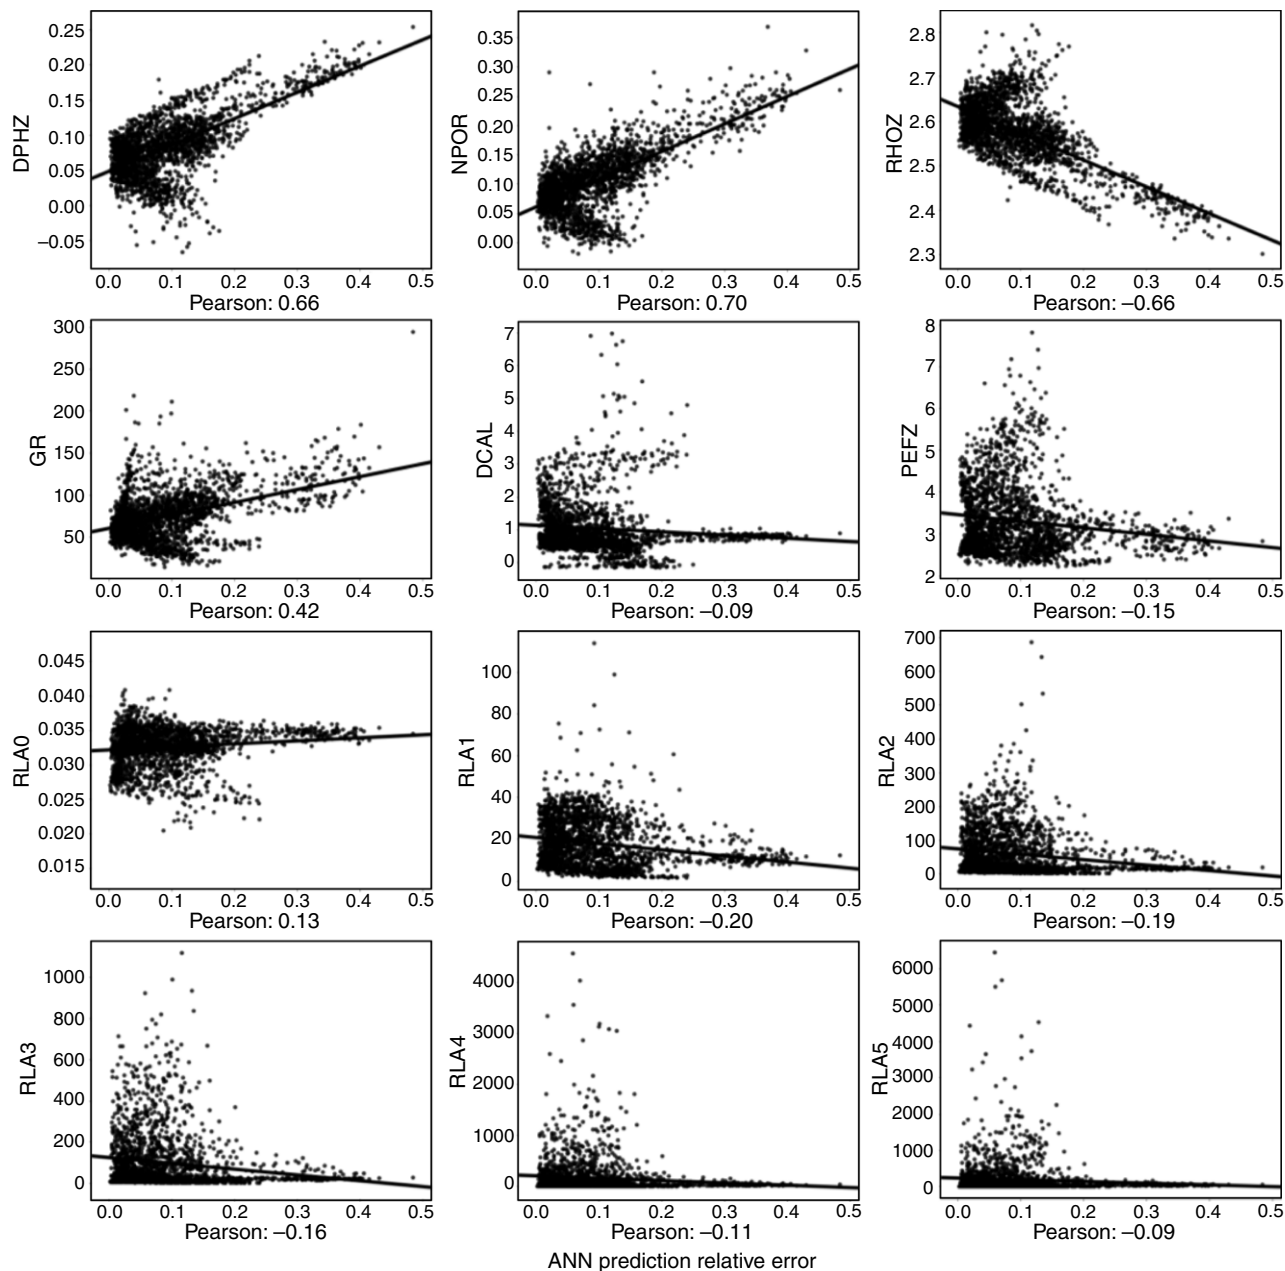 DPHZ
0.25
0.20
0.15
0.10
0.05
0.00
–0.05
0.0 0.1 0.2 0.3 0.4 0.5
Pearson: 0.66
NPOR
0.35
0.30
0.25
0.20
0.15
0.10
0.05
0.00
0.0 0.1 0.2 0.3 0.4 0.5
Pearson: 0.70
RHOZ
2.8
2.7
2.6
2.5
2.4
2.3
0.0 0.1 0.2 0.3 0.4 0.5
Pearson: –0.66
GR
300
250
200
150
100
50
0.0 0.1 0.2 0.3 0.4 0.5
Pearson: 0.42
DCAL
7
6
5
4
3
2
1
0
0.0 0.1 0.2 0.3 0.4 0.5
Pearson: –0.09
PEFZ
8
7
6
5
4
3
2
0.0 0.1 0.2 0.3 0.4 0.5
Pearson: –0.15
RLA0
0.045
0.040
0.035
0.030
0.025
0.020
0.015
0.0 0.1 0.2 0.3 0.4 0.5
Pearson: 0.13
RLA1
100
80
60
40
20
0
0.0 0.1 0.2 0.3 0.4 0.5
Pearson: –0.20
RLA2
700
600
500
400
300
200
100
0
0.0 0.1 0.2 0.3 0.4 0.5
Pearson: –0.19
RLA3
1000
800
600
400
200
0
0.0 0.1 0.2 0.3 0.4 0.5
Pearson: –0.16
RLA4
4000
3000
2000
1000
0
0.0 0.1 0.2 0.3 0.4 0.5
Pearson: –0.11
RLA5
6000
5000
4000
3000
2000
1000
0
0.0 0.1 0.2 0.3 0.4 0.5
Pearson: –0.09
ANN prediction relative error